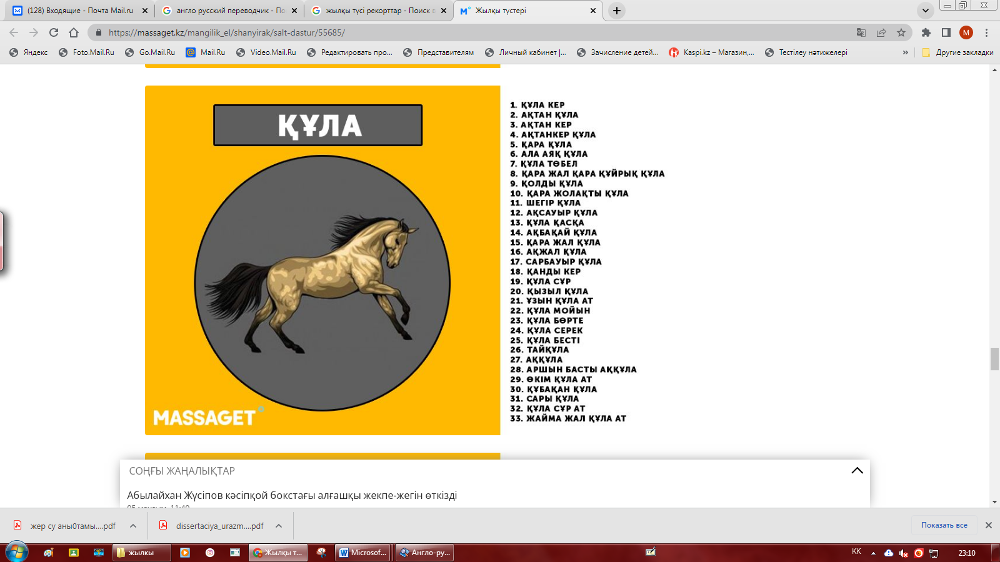 (128) Входящие - Почта Mail.ru
англо русский переводчик - По
жылқы түсі рекорттар - Поиск в
Жылқы түстері
https://massaget.kz/mangilik_el/shanyirak/salt-dastur/55685/
M
Яндекс
Foto.Mail.Ru
Go.Mail.Ru
Mail.Ru
Video.Mail.Ru
Редактировать про...
Представителям
Личный кабинет |...
Зачисление детей...
Kaspi.kz – Магазин,...
Тестілеу нәтижелері
»
Другие закладки
ҚҰЛА
MASSAGET
1. ҚҰЛА КЕР
2. АҚТАН ҚҰЛА
3. АҚТАН КЕР
4. АҚТАНКЕР ҚҰЛА
5. ҚАРА ҚҰЛА
6. АЛА АЯҚ ҚҰЛА
7. ҚҰЛА ТӨБЕЛ
8. ҚАРА ЖАЛ ҚАРА ҚҰЙРЫҚ ҚҰЛА
9. ҚОЛДЫ ҚҰЛА
10. ҚАРА ЖОЛАҚТЫ ҚҰЛА
11. ШЕГІР ҚҰЛА
12. АҚСАУЫР ҚҰЛА
13. ҚҰЛА ҚАСҚА
14. АҚБАҚАЙ ҚҰЛА
15. ҚАРА ЖАЛ ҚҰЛА
16. АҚЖАЛ ҚҰЛА
17. САРБАУЫР ҚҰЛА
18. ҚАНДЫ КЕР
19. ҚҰЛА СҰР
20. ҚЫЗЫЛ ҚҰЛА
21. ҰЗЫН ҚҰЛА АТ
22. ҚҰЛА МОЙЫН
23. ҚҰЛА БӨРТЕ
24. ҚҰЛА СЕРЕК
25. ҚҰЛА БЕСТІ
26. ТАЙҚҰЛА
27. АҚҚҰЛА
28. АРШЫН БАСТЫ АҚҚҰЛА
29. ӨКІМ ҚҰЛА АТ
30. ҚҰБАҚАН ҚҰЛА
31. САРЫ ҚҰЛА
32. ҚҰЛА СҰР АТ
33. ЖАЙМА ЖАЛ ҚҰЛА АТ
СОҢҒЫ ЖАҢАЛЫҚТАР
Абылайхан Жүсіпов кәсіпқой бокстағы алғашқы жекпе-жегін өткізді
жер су аны0тамы....pdf
dissertaciya_urazm....pdf
Показать все
жылкы
Жылқы т...
Microsof...
Англо-ру...
KK
23:10